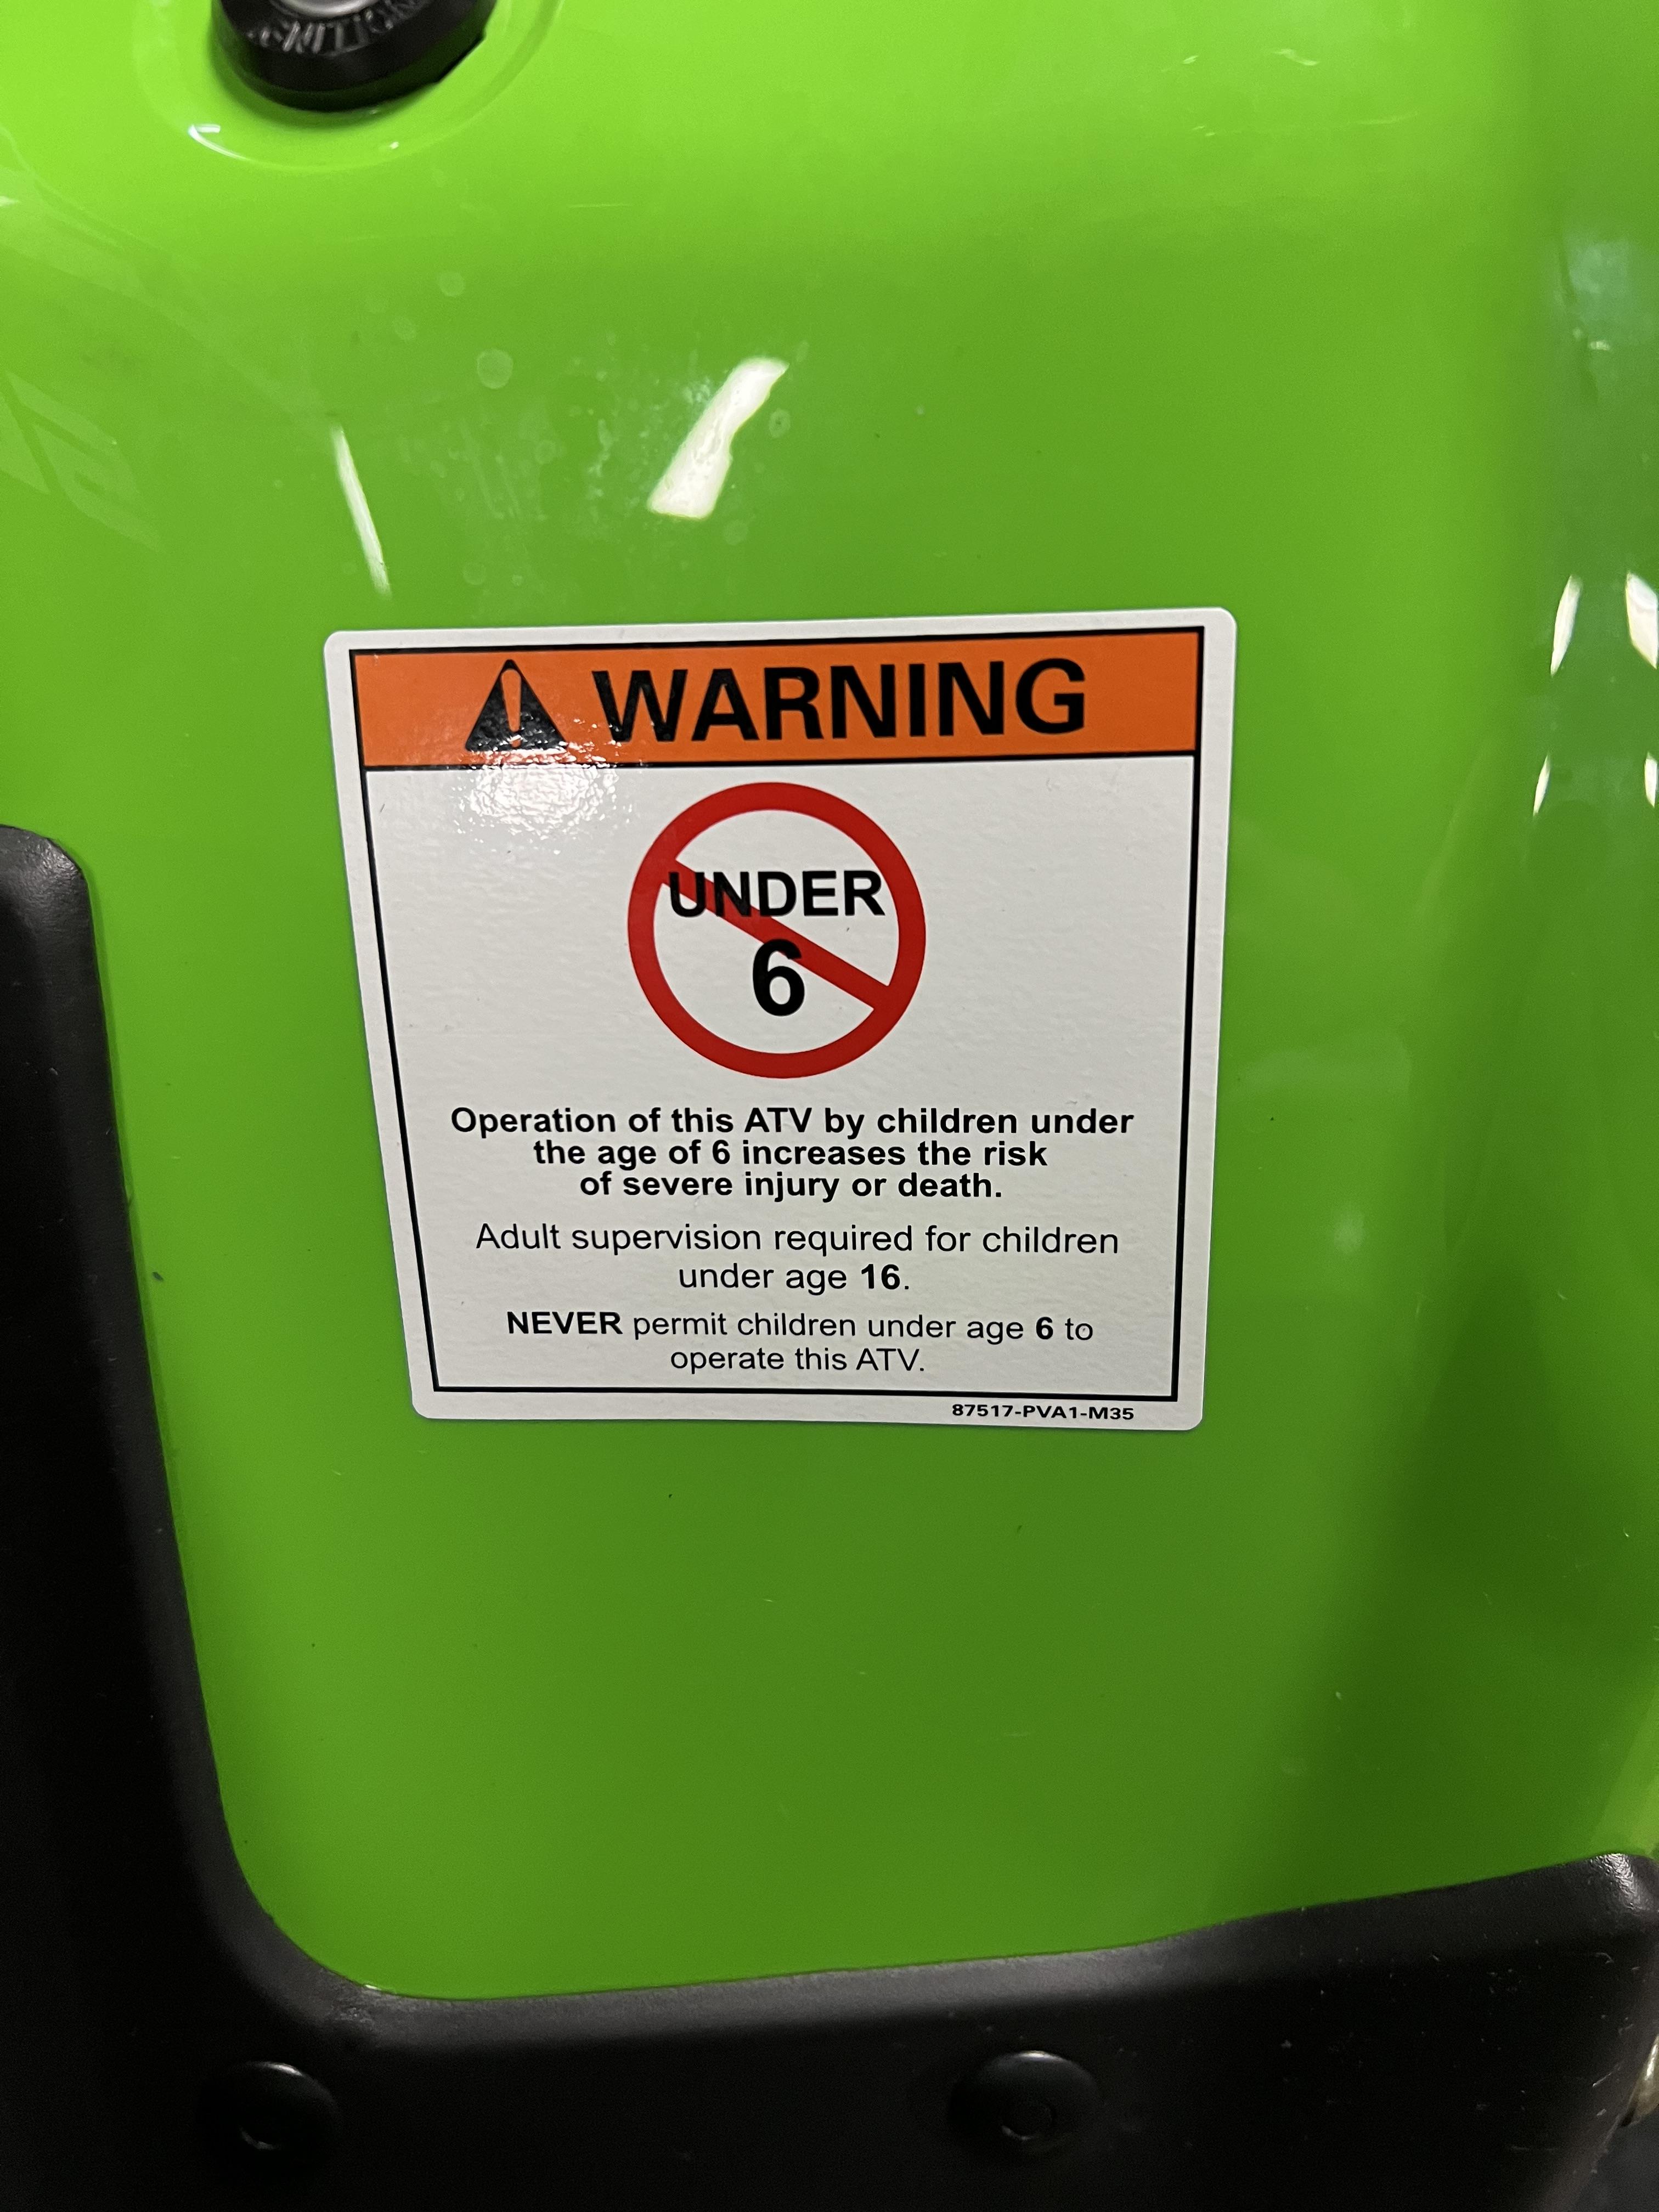 WARNING
UNDER
6
Operation of this ATV by children under
the age of 6 increases the risk
of severe injury or death.
Adult supervision required for children
under age 16.
NEVER permit children under age 6 to
operate this ATV.
87517-PVA1-M35